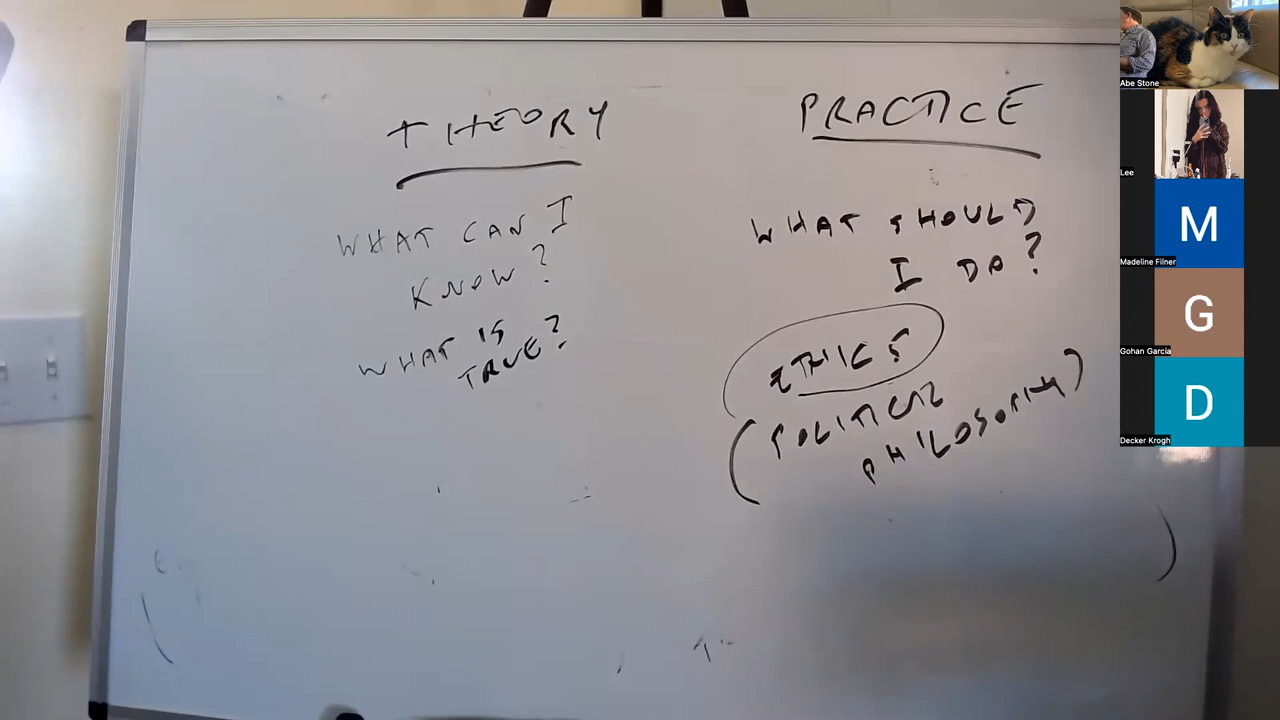 THEORY
WHAT CAN I
KNOW?
WHAT IS
TRUE?
PRACTICE
WHAT SHOULD
I DO?
ETHICS
(POLITICAL
PHILOSOPHY)
Abe Stone
Lee
M
Madeline Filner
G
Gohan Garcia
D
Decker Krogh